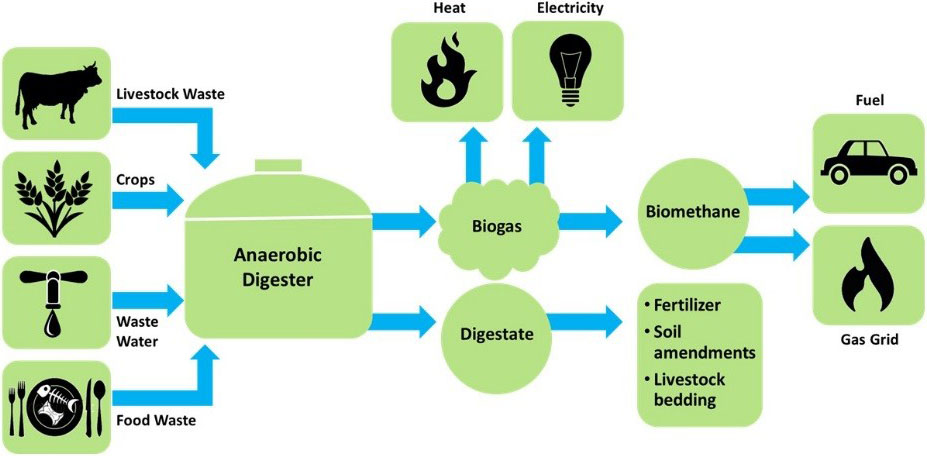 Heat
Electricity
Livestock Waste
Crops
Waste
Water
Food Waste
Anaerobic
Digester
Biogas
Digestate
Biomethane
Fuel
Gas Grid
• Fertilizer
• Soil
amendments
• Livestock
bedding